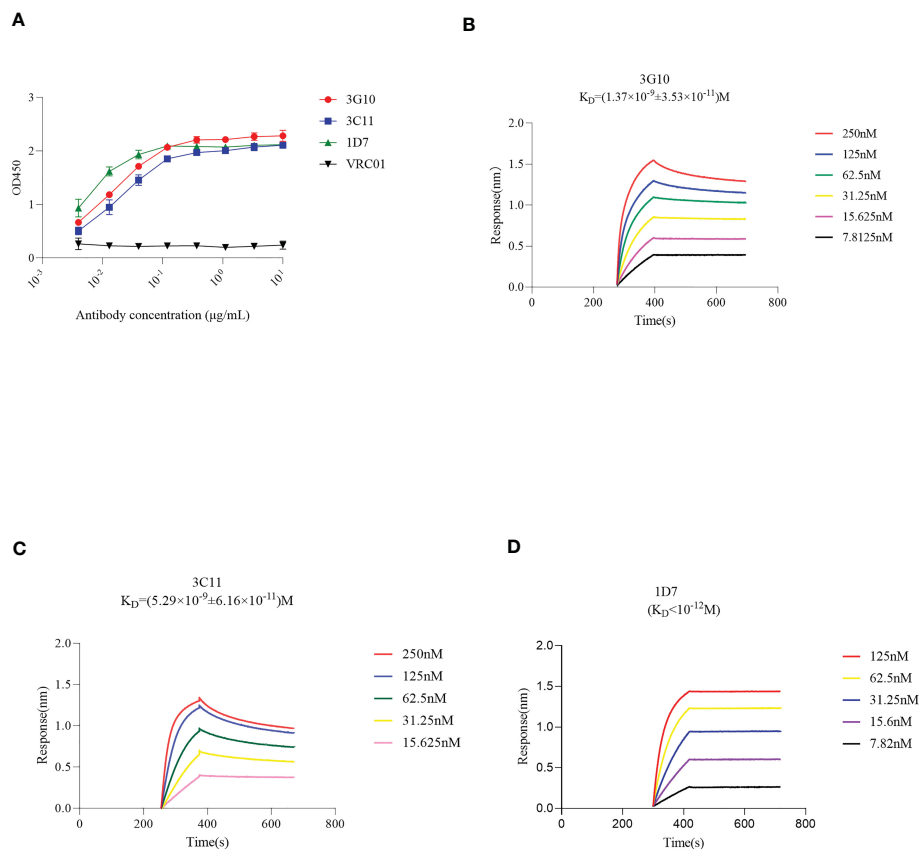 A
3
2
1
0
OD450
10-3
10-2
10-1
100
101
Antibody concentration (μg/mL)
3G10
3C11
1D7
VRC01
B
3G10
KD=(1.37×10-9±3.53×10-11)M
2.0
1.5
1.0
0.5
0.0
Response(nm)
0
200
400
600
800
Time(s)
250nM
125nM
62.5nM
31.25nM
15.625nM
7.8125nM
C
3C11
KD=(5.29×10-9±6.16×10-11)M
2.0
1.5
1.0
0.5
0.0
Response(nm)
0
200
400
600
800
Time(s)
250nM
125nM
62.5nM
31.25nM
15.625nM
D
1D7
(KD<10-12M)
2.0
1.5
1.0
0.5
0.0
Response(nm)
0
200
400
600
800
Time(s)
125nM
62.5nM
31.25nM
15.6nM
7.82nM